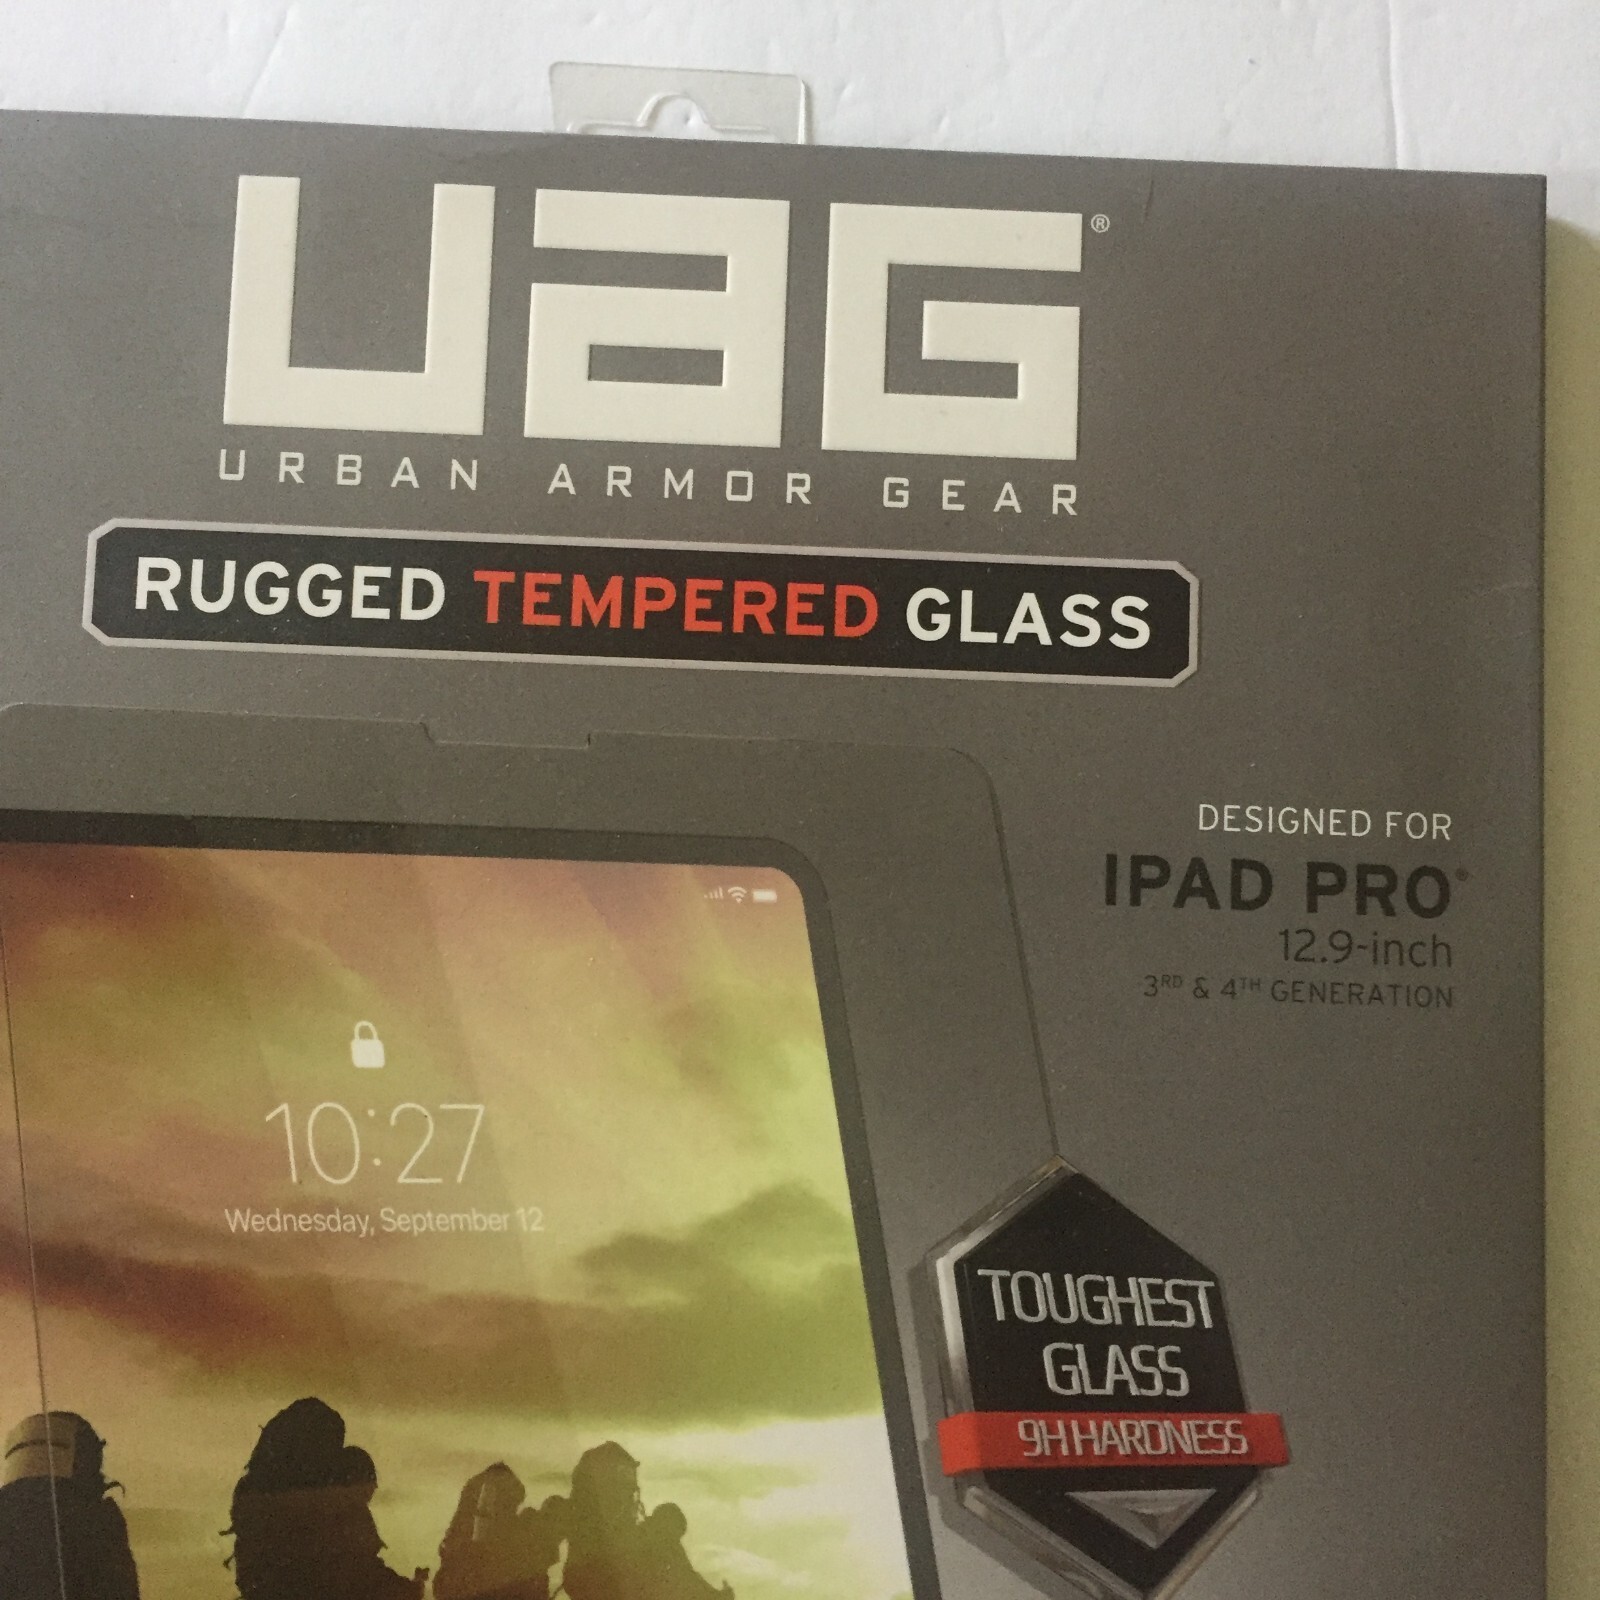 UAG®
URBAN ARMOR GEAR
RUGGED TEMPERED GLASS
DESIGNED FOR
IPAD PRO®
12.9-inch
3RD & 4TH GENERATION
10:27
Wednesday, September 12
TOUGHEST
GLASS
9H HARDNESS